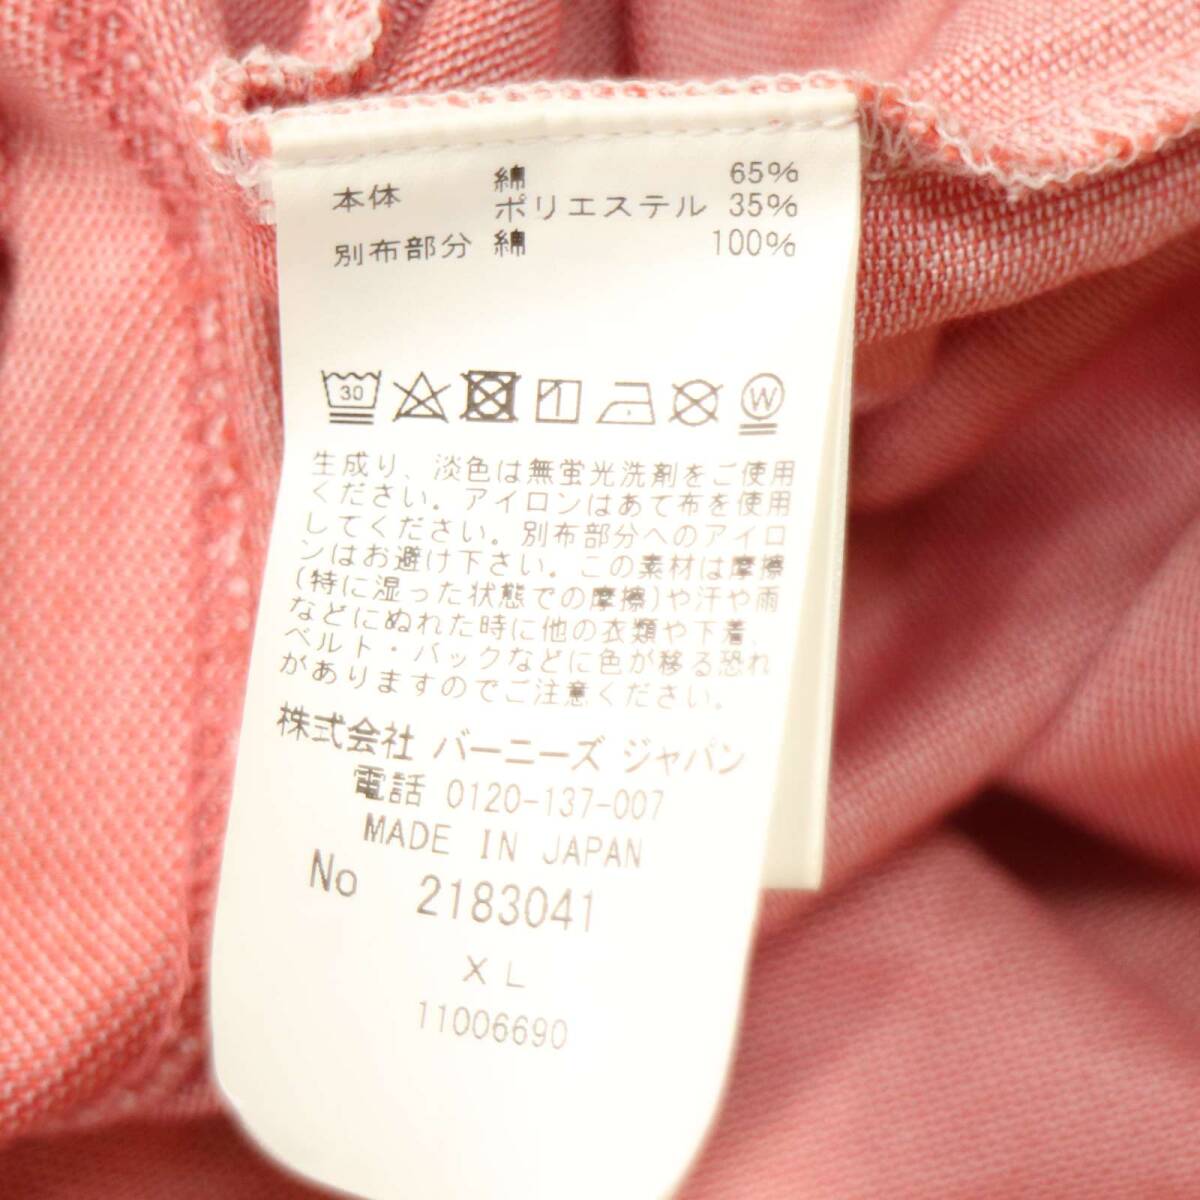 本体 綿 65%
ポリエステル 35%
別布部分 綿 100%
30 W
生成り、淡色は無蛍光洗剤をご使用
ください。アイロンはあて布を使用
してください。別布部分へのアイロ
ンはお避け下さい。この素材は摩擦
(特に湿った状態での摩擦)や汗や雨
などにぬれた時に他の衣類や下着、
ベルト・バックなどに色が移る恐れ
がありますのでご注意ください。
株式会社 バーニーズ ジャパン
電話 0120-137-007
MADE IN JAPAN
No 2183041
XL
11006690